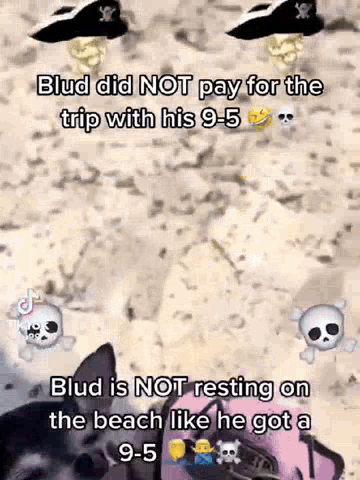 Blud did NOT pay for the
trip with his 9-5 🤣💀
Blud is NOT resting on
the beach like he got a
9-5